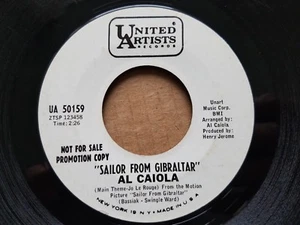 UNITED
ARTISTS
RECORDS
UA 50159
ZTSP 123458
Time: 2:26
Unart
Music Corp.
BMI
Arranged by:
Al Caiola
Produced by:
Henry Jerome
NOT FOR SALE
PROMOTION COPY
"SAILOR FROM GIBRALTAR"
AL CAIOLA
(Main Theme-Jo Le Rouge) From the Motion
Picture "Sailor From Gibraltar"
(Bassiak - Swingle Ward)
NEW YORK 19 N Y • MADE IN U S A